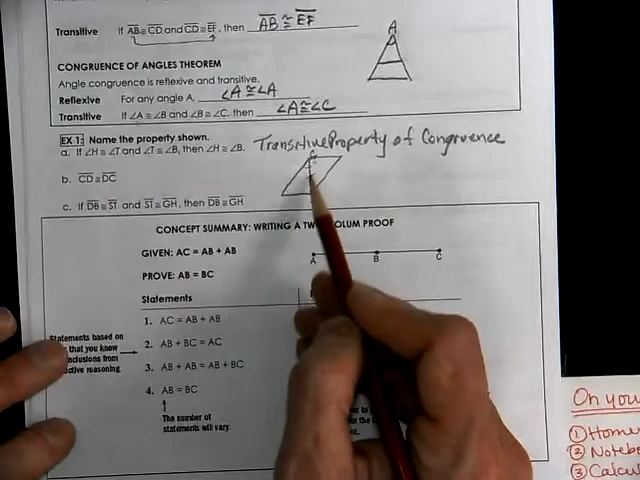 Transitive If AB ≅ CD and CD ≅ EF, then AB ≅ EF
A
CONGRUENCE OF ANGLES THEOREM
Angle congruence is reflexive and transitive.
Reflexive For any angle A, ∠A ≅ ∠A
Transitive If ∠A ≅ ∠B and ∠B ≅ ∠C, then ∠A ≅ ∠C
EX 1: Name the property shown. Transitive Property of Congruence
a. If ∠H ≅ ∠T and ∠T ≅ ∠B, then ∠H ≅ ∠B.
b. CD ≅ DC
c. If DB ≅ ST and ST ≅ GH, then DB ≅ GH
CONCEPT SUMMARY: WRITING A PROOF
GIVEN: AC = AB + AB
A B C
PROVE: AB = BC
Statements
1. AC = AB + AB
2. AB + BC = AC
3. AB + AB = AB + BC
4. AB = BC
Statements based on
that you know
from
reasoning
The number of
statements will vary.
On you
1 Home
2 Noteb
3 Calcu